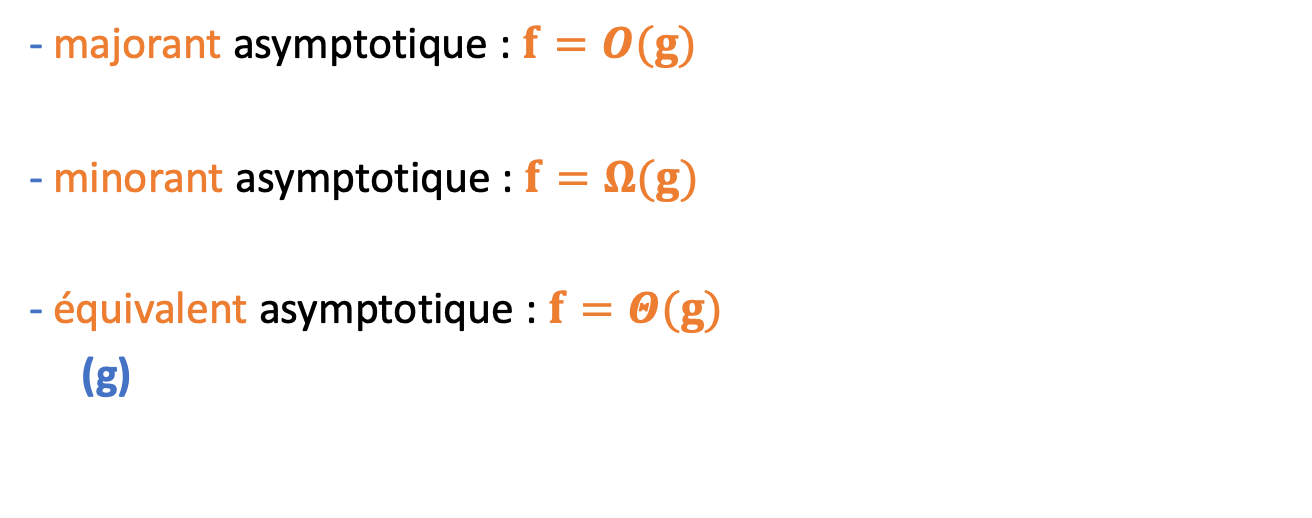 - majorant asymptotique : f = O(g)
- minorant asymptotique : f = Ω(g)
- équivalent asymptotique : f = Θ(g)
(g)